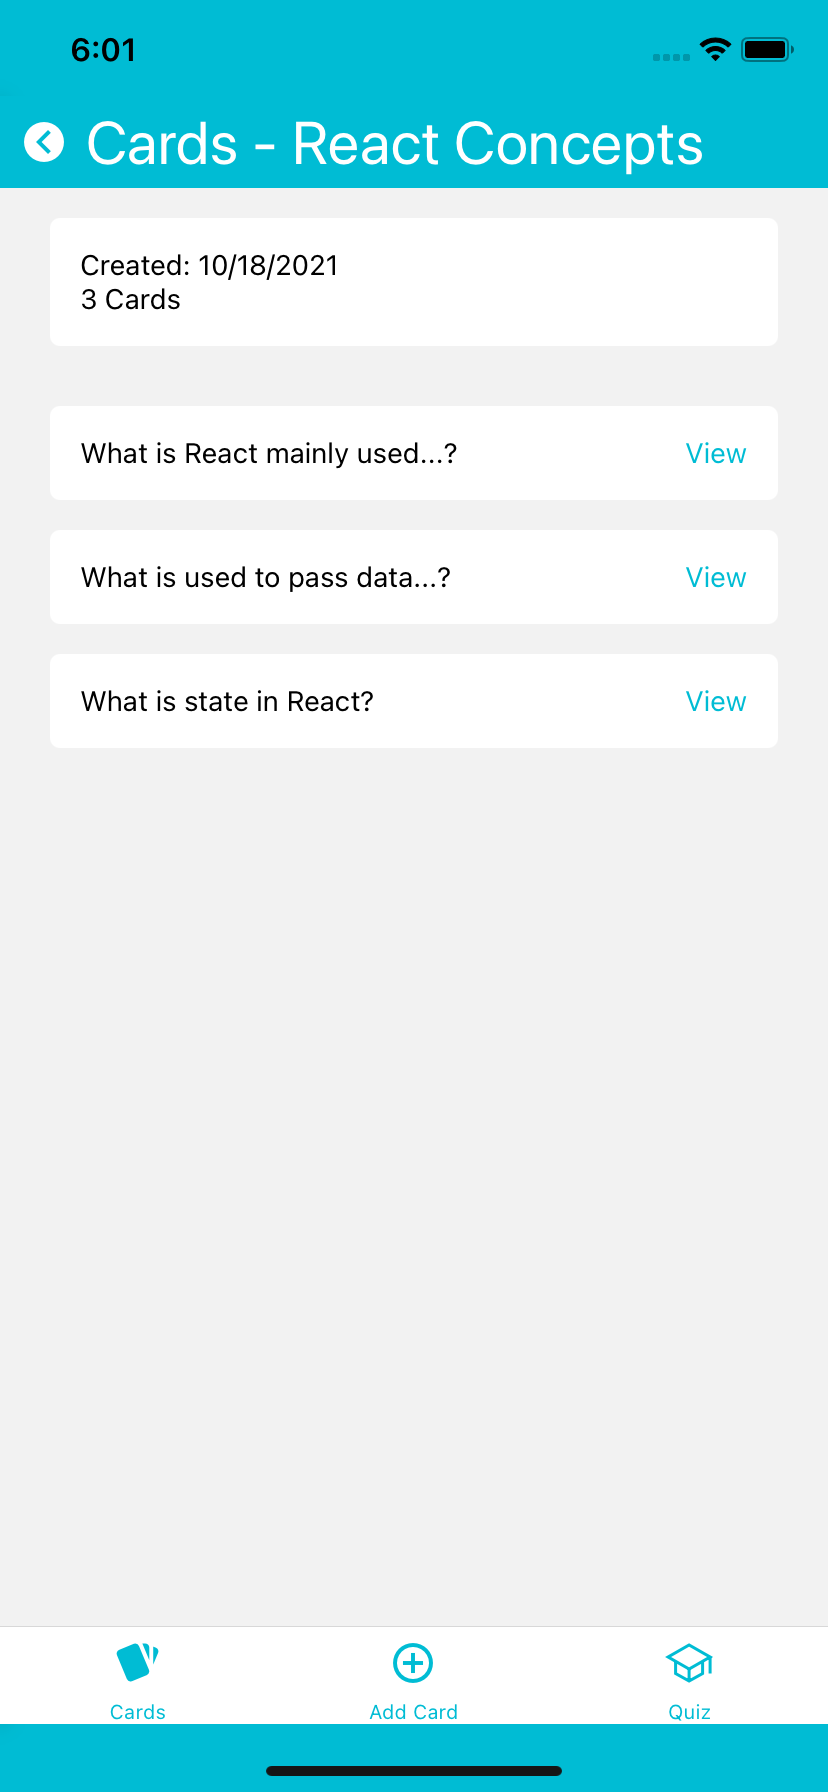 6:01
Cards - React Concepts
Created: 10/18/2021
3 Cards
What is React mainly used...? View
What is used to pass data...? View
What is state in React? View
Cards Add Card Quiz